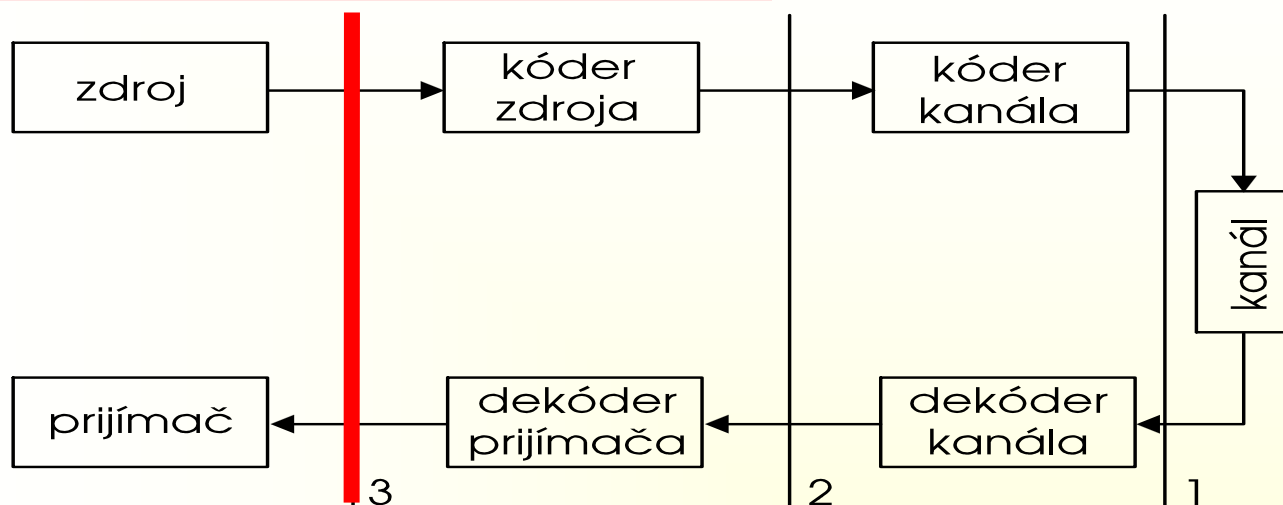 zdroj
kóder
zdroja
kóder
kanála
kanál
prijímač
dekóder
prijímača
dekóder
kanála
3
2
1